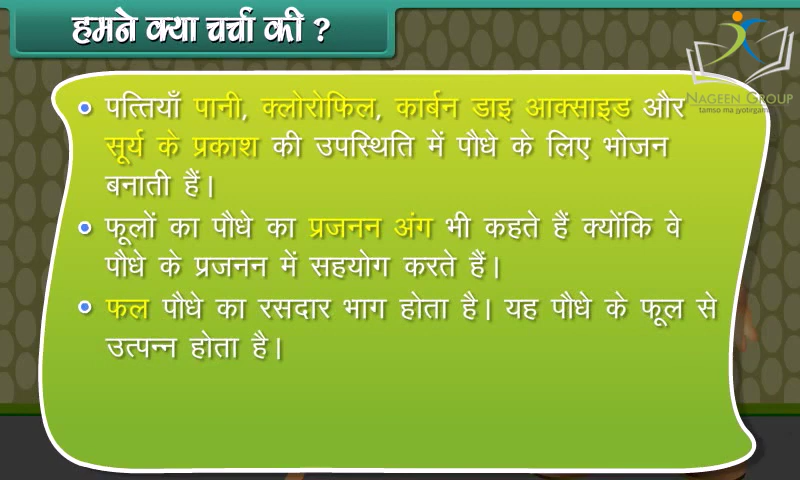 हमने क्या चर्चा की ?
NAGEEN GROUP
tamso ma jyotirgamaya
पत्तियाँ पानी, क्लोरोफिल, कार्बन डाइ आक्साइड और
सूर्य के प्रकाश की उपस्थिति में पौधे के लिए भोजन
बनाती हैं।
फूलों का पौधे का प्रजनन अंग भी कहते हैं क्योंकि वे
पौधे के प्रजनन में सहयोग करते हैं।
फल पौधे का रसदार भाग होता है। यह पौधे के फूल से
उत्पन्न होता है।